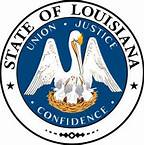 STATE OF LOUISIANA
UNION · JUSTICE
· CONFIDENCE ·